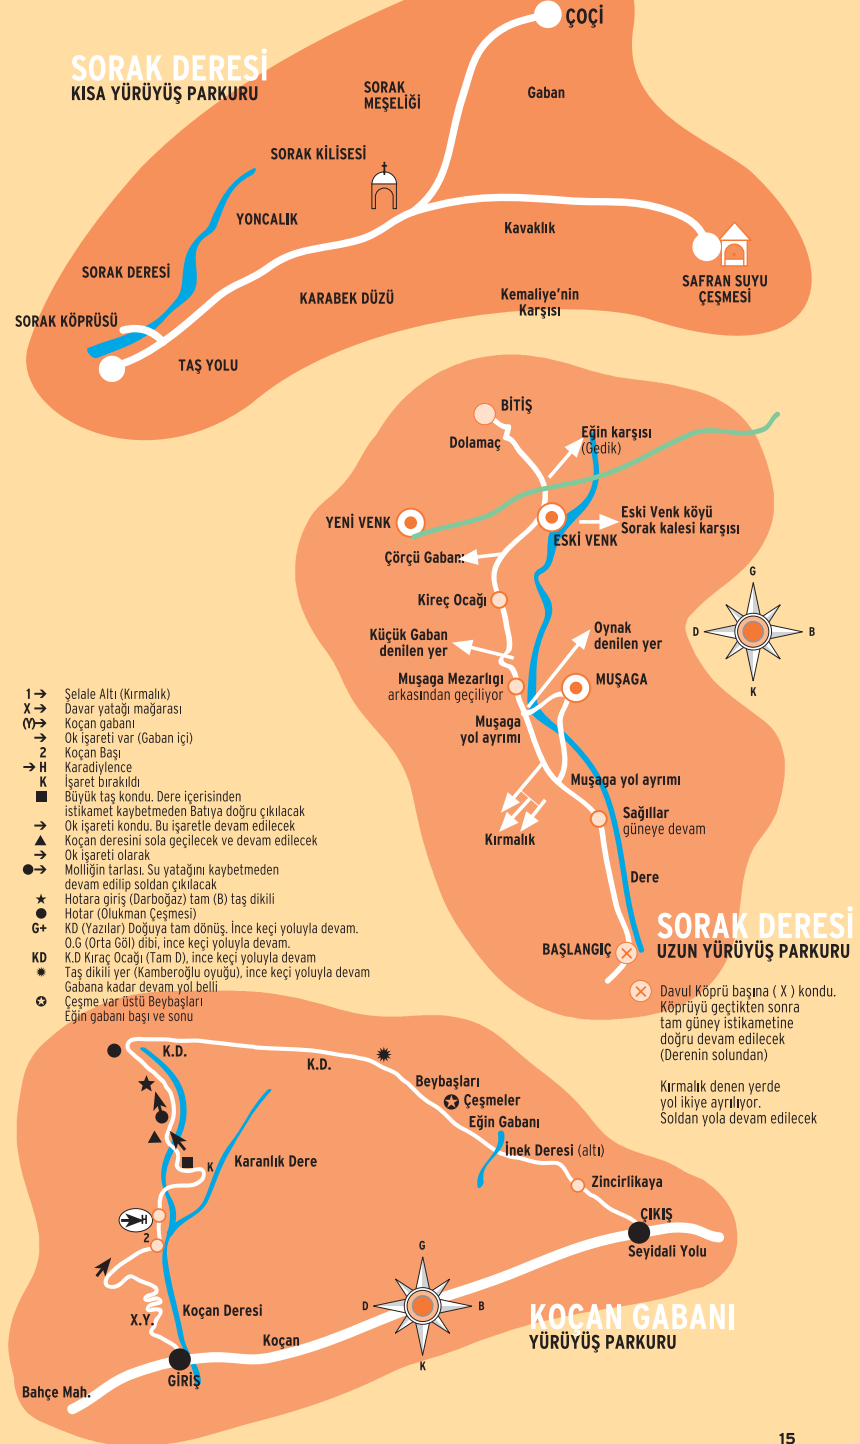 SORAK DERESİ
KISA YÜRÜYÜŞ PARKURU
ÇOÇİ
SORAK
MEŞELİĞİ
Gaban
SORAK KİLİSESİ
YONCALIK
Kavaklık
SORAK DERESİ
KARABEK DÜZÜ
Kemaliye'nin
Karşısı
SAFRAN SUYU
ÇEŞMESİ
SORAK KÖPRÜSÜ
TAŞ YOLU
BİTİŞ
Dolamaç
Eğin karşısı
(Gedik)
YENİ VENK
Eski Venk köyü
Sorak kalesi karşısı
ESKİ VENK
Çörçü Gabanı
Kireç Ocağı
Küçük Gaban
denilen yer
Oynak
denilen yer
Muşaga Mezarlıgı
arkasından geçiliyor
MUŞAGA
Muşaga
yol ayrımı
Muşaga yol ayrımı
Sağıllar
güneye devam
Kırmalık
Dere
BAŞLANGIÇ
G
D
B
K
SORAK DERESİ
UZUN YÜRÜYÜŞ PARKURU
Davul Köprü başına ( X ) kondu.
Köprüyü geçtikten sonra
tam güney istikametine
doğru devam edilecek
(Derenin solundan)
Kırmalık denen yerde
yol ikiye ayrılıyor.
Soldan yola devam edilecek
1 → Şelale Altı (Kırmalık)
X → Davar yatağı mağarası
(Y)→ Koçan gabanı
→ Ok işareti var (Gaban içi)
2 Koçan Başı
→ H Karadiylence
K İşaret bırakıldı
■ Büyük taş kondu. Dere içerisinden
istikamet kaybetmeden Batıya doğru çıkılacak
→ Ok işareti kondu. Bu işaretle devam edilecek
▲ Koçan deresini sola geçilecek ve devam edilecek
→ Ok işareti olarak
●→ Molliğin tarlası. Su yatağını kaybetmeden
devam edilip soldan çıkılacak
★ Hotara giriş (Darboğaz) tam (B) taş dikili
● Hotar (Olukman Çeşmesi)
G+ KD (Yazılar) Doğuya tam dönüş. İnce keçi yoluyla devam.
O.G (Orta Göl) dibi, ince keçi yoluyla devam.
KD K.D Kıraç Ocağı (Tam D), ince keçi yoluyla devam
✹ Taş dikili yer (Kamberoğlu oyuğu), ince keçi yoluyla devam
Gabana kadar devam yol belli
✪ Çeşme var üstü Beybaşları
Eğin gabanı başı ve sonu
K.D.
K.D.
Beybaşları
Çeşmeler
Eğin Gabanı
İnek Deresi (altı)
K
Karanlık Dere
Zincirlikaya
H
2
ÇIKIŞ
Seyidali Yolu
G
D
B
K
X.Y.
Koçan Deresi
Koçan
GİRİŞ
Bahçe Mah.
KOÇAN GABANI
YÜRÜYÜŞ PARKURU
15